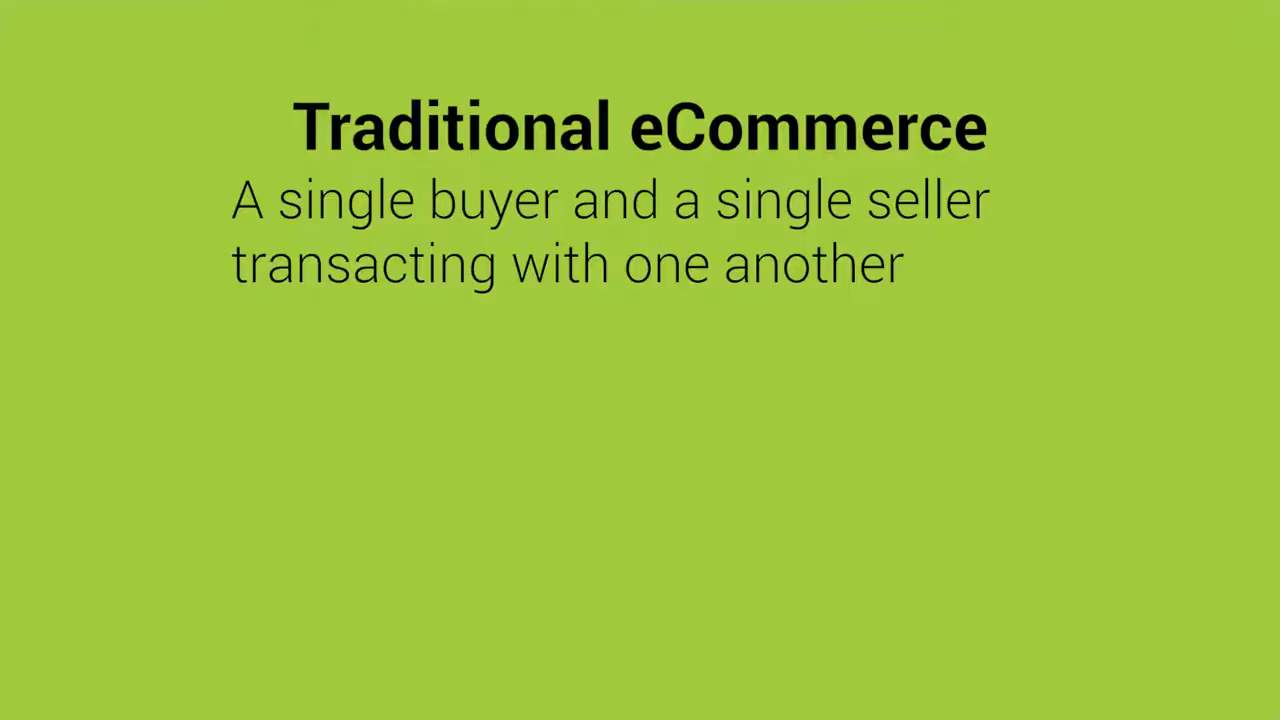 Traditional eCommerce
A single buyer and a single seller
transacting with one another